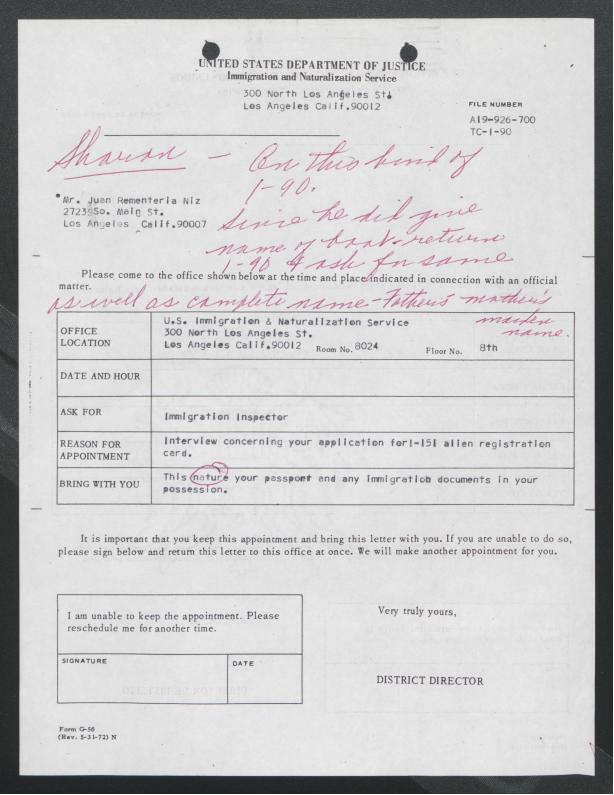 UNITED STATES DEPARTMENT OF JUSTICE
Immigration and Naturalization Service
300 North Los Angeles St.
Los Angeles Calif.90012
FILE NUMBER
A19-926-700
TC-1-90
Sharon - On this kind of
1-90.
Mr. Juan Rementeria Niz
2723 So. Main St.
Los Angeles Calif.90007
since he did give
name of boat - return
1-90 & ask for same
Please come to the office shown below at the time and place indicated in connection with an official
matter.
as well as complete name - Father's mother's
maiden
name.
OFFICE LOCATION
U.S. Immigration & Naturalization Service
300 North Los Angeles St.
Los Angeles Calif.90012 Room No. 8024 Floor No. 8th
DATE AND HOUR
ASK FOR
Immigration Inspector
REASON FOR APPOINTMENT
Interview concerning your application forI-151 alien registration
card.
BRING WITH YOU
This nature your passport and any immigration documents in your
possession.
It is important that you keep this appointment and bring this letter with you. If you are unable to do so,
please sign below and return this letter to this office at once. We will make another appointment for you.
I am unable to keep the appointment. Please
reschedule me for another time.
SIGNATURE
DATE
Very truly yours,
DISTRICT DIRECTOR
Form G-56
(Rev. 5-31-72) N